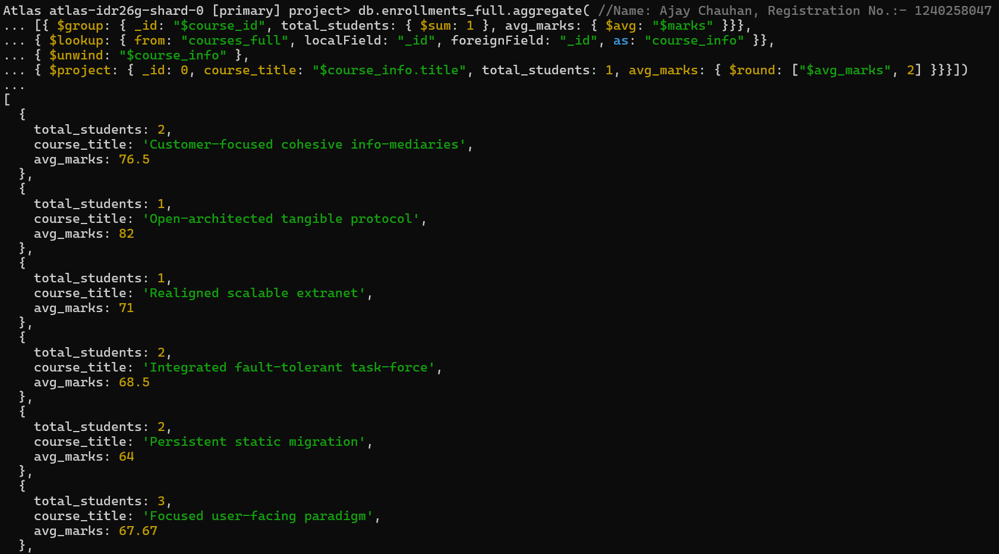 Atlas atlas-idr26g-shard-0 [primary] project> db.enrollments_full.aggregate( //Name: Ajay Chauhan, Registration No.:- 1240258047
... [{ $group: { _id: "$course_id", total_students: { $sum: 1 }, avg_marks: { $avg: "$marks" }}},
... { $lookup: { from: "courses_full", localField: "_id", foreignField: "_id", as: "course_info" }},
... { $unwind: "$course_info" },
... { $project: { _id: 0, course_title: "$course_info.title", total_students: 1, avg_marks: { $round: ["$avg_marks", 2] }}}])
...
[
  {
    total_students: 2,
    course_title: 'Customer-focused cohesive info-mediaries',
    avg_marks: 76.5
  },
  {
    total_students: 1,
    course_title: 'Open-architected tangible protocol',
    avg_marks: 82
  },
  {
    total_students: 1,
    course_title: 'Realigned scalable extranet',
    avg_marks: 71
  },
  {
    total_students: 2,
    course_title: 'Integrated fault-tolerant task-force',
    avg_marks: 68.5
  },
  {
    total_students: 2,
    course_title: 'Persistent static migration',
    avg_marks: 64
  },
  {
    total_students: 3,
    course_title: 'Focused user-facing paradigm',
    avg_marks: 67.67
  },